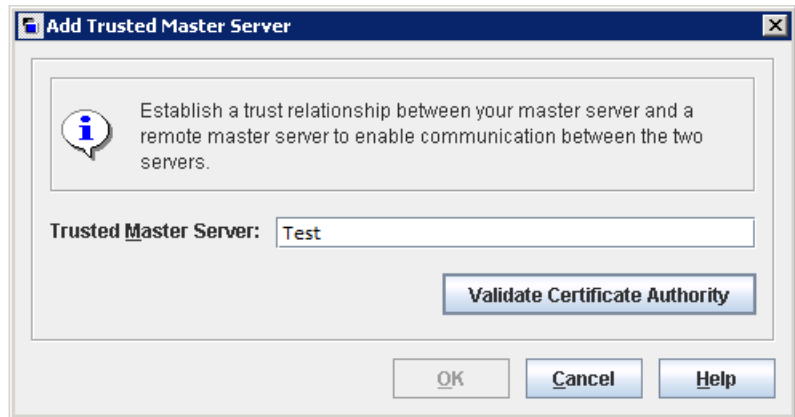 Add Trusted Master Server
Establish a trust relationship between your master server and a
remote master server to enable communication between the two
servers.
Trusted Master Server: Test
Validate Certificate Authority
OK Cancel Help